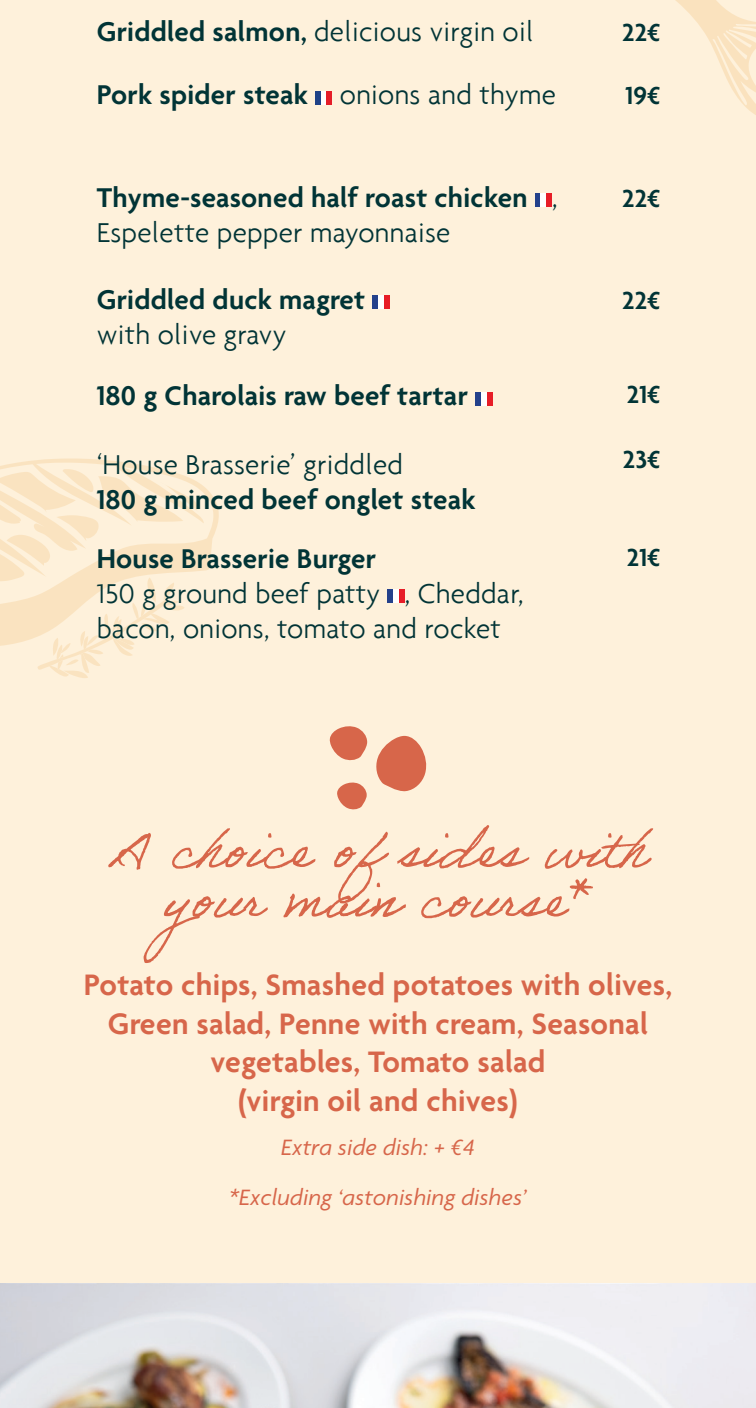 Griddled salmon, delicious virgin oil 22€
Pork spider steak onions and thyme 19€
Thyme-seasoned half roast chicken , 22€
Espelette pepper mayonnaise
Griddled duck magret 22€
with olive gravy
180 g Charolais raw beef tartar 21€
‘House Brasserie’ griddled 23€
180 g minced beef onglet steak
House Brasserie Burger 21€
150 g ground beef patty , Cheddar,
bacon, onions, tomato and rocket
A choice of sides with
your main course*
Potato chips, Smashed potatoes with olives,
Green salad, Penne with cream, Seasonal
vegetables, Tomato salad
(virgin oil and chives)
Extra side dish: + €4
*Excluding ‘astonishing dishes’